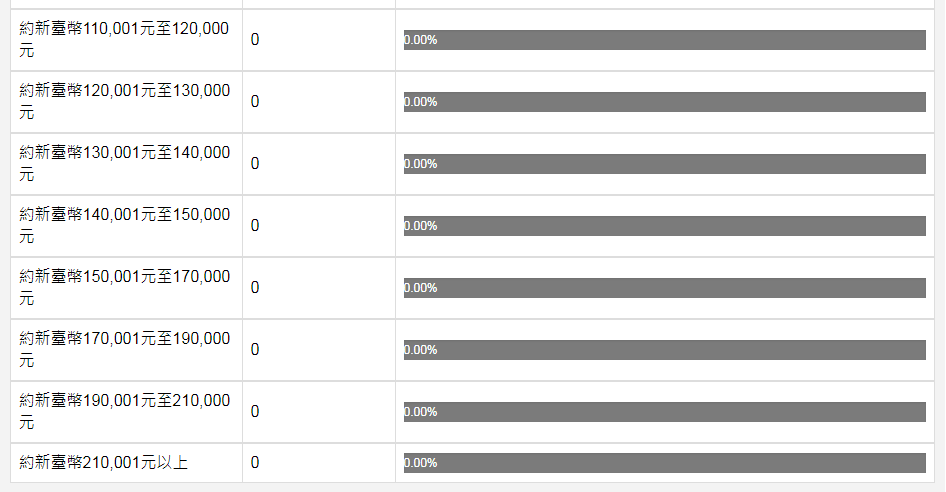 約新臺幣110,001元至120,000
元
0
0.00%
約新臺幣120,001元至130,000
元
0
0.00%
約新臺幣130,001元至140,000
元
0
0.00%
約新臺幣140,001元至150,000
元
0
0.00%
約新臺幣150,001元至170,000
元
0
0.00%
約新臺幣170,001元至190,000
元
0
0.00%
約新臺幣190,001元至210,000
元
0
0.00%
約新臺幣210,001元以上
0
0.00%